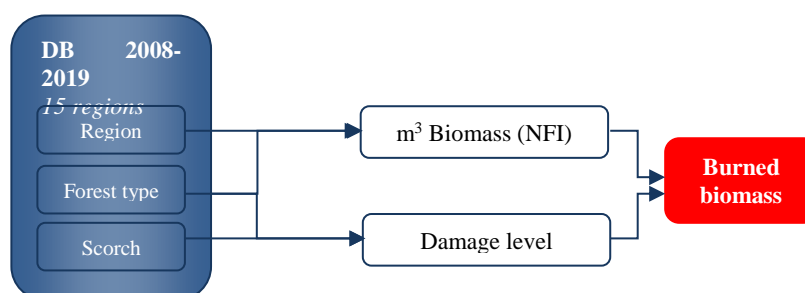 DB 2008-
2019
15 regions
Region
Forest type
Scorch
m³ Biomass (NFI)
Damage level
Burned
biomass